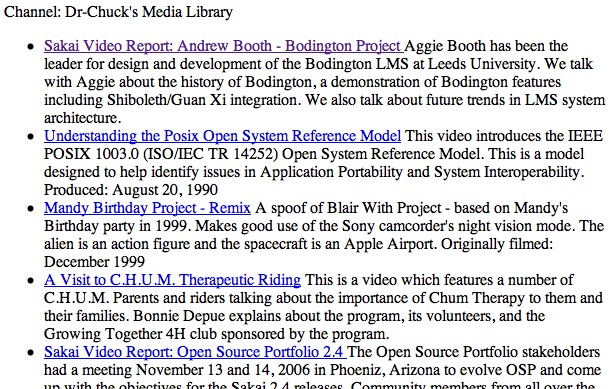 Channel: Dr-Chuck's Media Library
Sakai Video Report: Andrew Booth - Bodington Project Aggie Booth has been the
leader for design and development of the Bodington LMS at Leeds University. We talk
with Aggie about the history of Bodington, a demonstration of Bodington features
including Shiboleth/Guan Xi integration. We also talk about future trends in LMS system
architecture.
Understanding the Posix Open System Reference Model This video introduces the IEEE
POSIX 1003.0 (ISO/IEC TR 14252) Open System Reference Model. This is a model
designed to help identify issues in Application Portability and System Interoperability.
Produced: August 20, 1990
Mandy Birthday Project - Remix A spoof of Blair With Project - based on Mandy's
Birthday party in 1999. Makes good use of the Sony camcorder's night vision mode. The
alien is an action figure and the spacecraft is an Apple Airport. Originally filmed:
December 1999
A Visit to C.H.U.M. Therapeutic Riding This is a video which features a number of
C.H.U.M. Parents and riders talking about the importance of Chum Therapy to them and
their families. Bonnie Depue explains about the program, its volunteers, and the
Growing Together 4H club sponsored by the program.
Sakai Video Report: Open Source Portfolio 2.4 The Open Source Portfolio stakeholders
had a meeting November 13 and 14, 2006 in Phoeniz, Arizona to evolve OSP and come
up with the objectives for the Sakai 2.4 releases. Community members from all over the